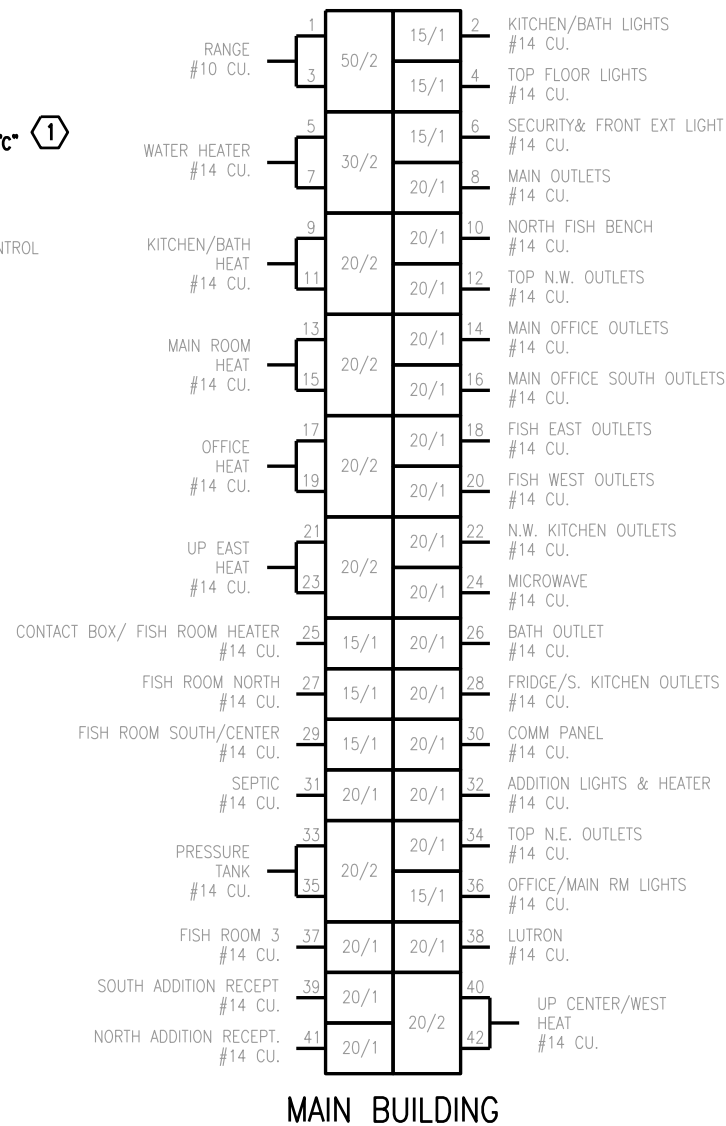 1
50/2
15/1
2
KITCHEN/BATH LIGHTS
#14 CU.
RANGE
#10 CU.
3
15/1
4
TOP FLOOR LIGHTS
#14 CU.
"C" 1
5
30/2
15/1
6
SECURITY& FRONT EXT LIGHT
#14 CU.
WATER HEATER
#14 CU.
7
20/1
8
MAIN OUTLETS
#14 CU.
NTROL
9
20/2
20/1
10
NORTH FISH BENCH
#14 CU.
KITCHEN/BATH
HEAT
#14 CU.
11
20/1
12
TOP N.W. OUTLETS
#14 CU.
13
20/2
20/1
14
MAIN OFFICE OUTLETS
#14 CU.
MAIN ROOM
HEAT
#14 CU.
15
20/1
16
MAIN OFFICE SOUTH OUTLETS
#14 CU.
17
20/2
20/1
18
FISH EAST OUTLETS
#14 CU.
OFFICE
HEAT
#14 CU.
19
20/1
20
FISH WEST OUTLETS
#14 CU.
21
20/2
20/1
22
N.W. KITCHEN OUTLETS
#14 CU.
UP EAST
HEAT
#14 CU.
23
20/1
24
MICROWAVE
#14 CU.
CONTACT BOX/ FISH ROOM HEATER
#14 CU.
25
15/1
20/1
26
BATH OUTLET
#14 CU.
FISH ROOM NORTH
#14 CU.
27
15/1
20/1
28
FRIDGE/S. KITCHEN OUTLETS
#14 CU.
FISH ROOM SOUTH/CENTER
#14 CU.
29
15/1
20/1
30
COMM PANEL
#14 CU.
SEPTIC
#14 CU.
31
20/1
20/1
32
ADDITION LIGHTS & HEATER
#14 CU.
33
20/2
20/1
34
TOP N.E. OUTLETS
#14 CU.
PRESSURE
TANK
#14 CU.
35
15/1
36
OFFICE/MAIN RM LIGHTS
#14 CU.
FISH ROOM 3
#14 CU.
37
20/1
20/1
38
LUTRON
#14 CU.
SOUTH ADDITION RECEPT
#14 CU.
39
20/1
20/2
40
UP CENTER/WEST
HEAT
#14 CU.
NORTH ADDITION RECEPT.
#14 CU.
41
20/1
42
MAIN BUILDING